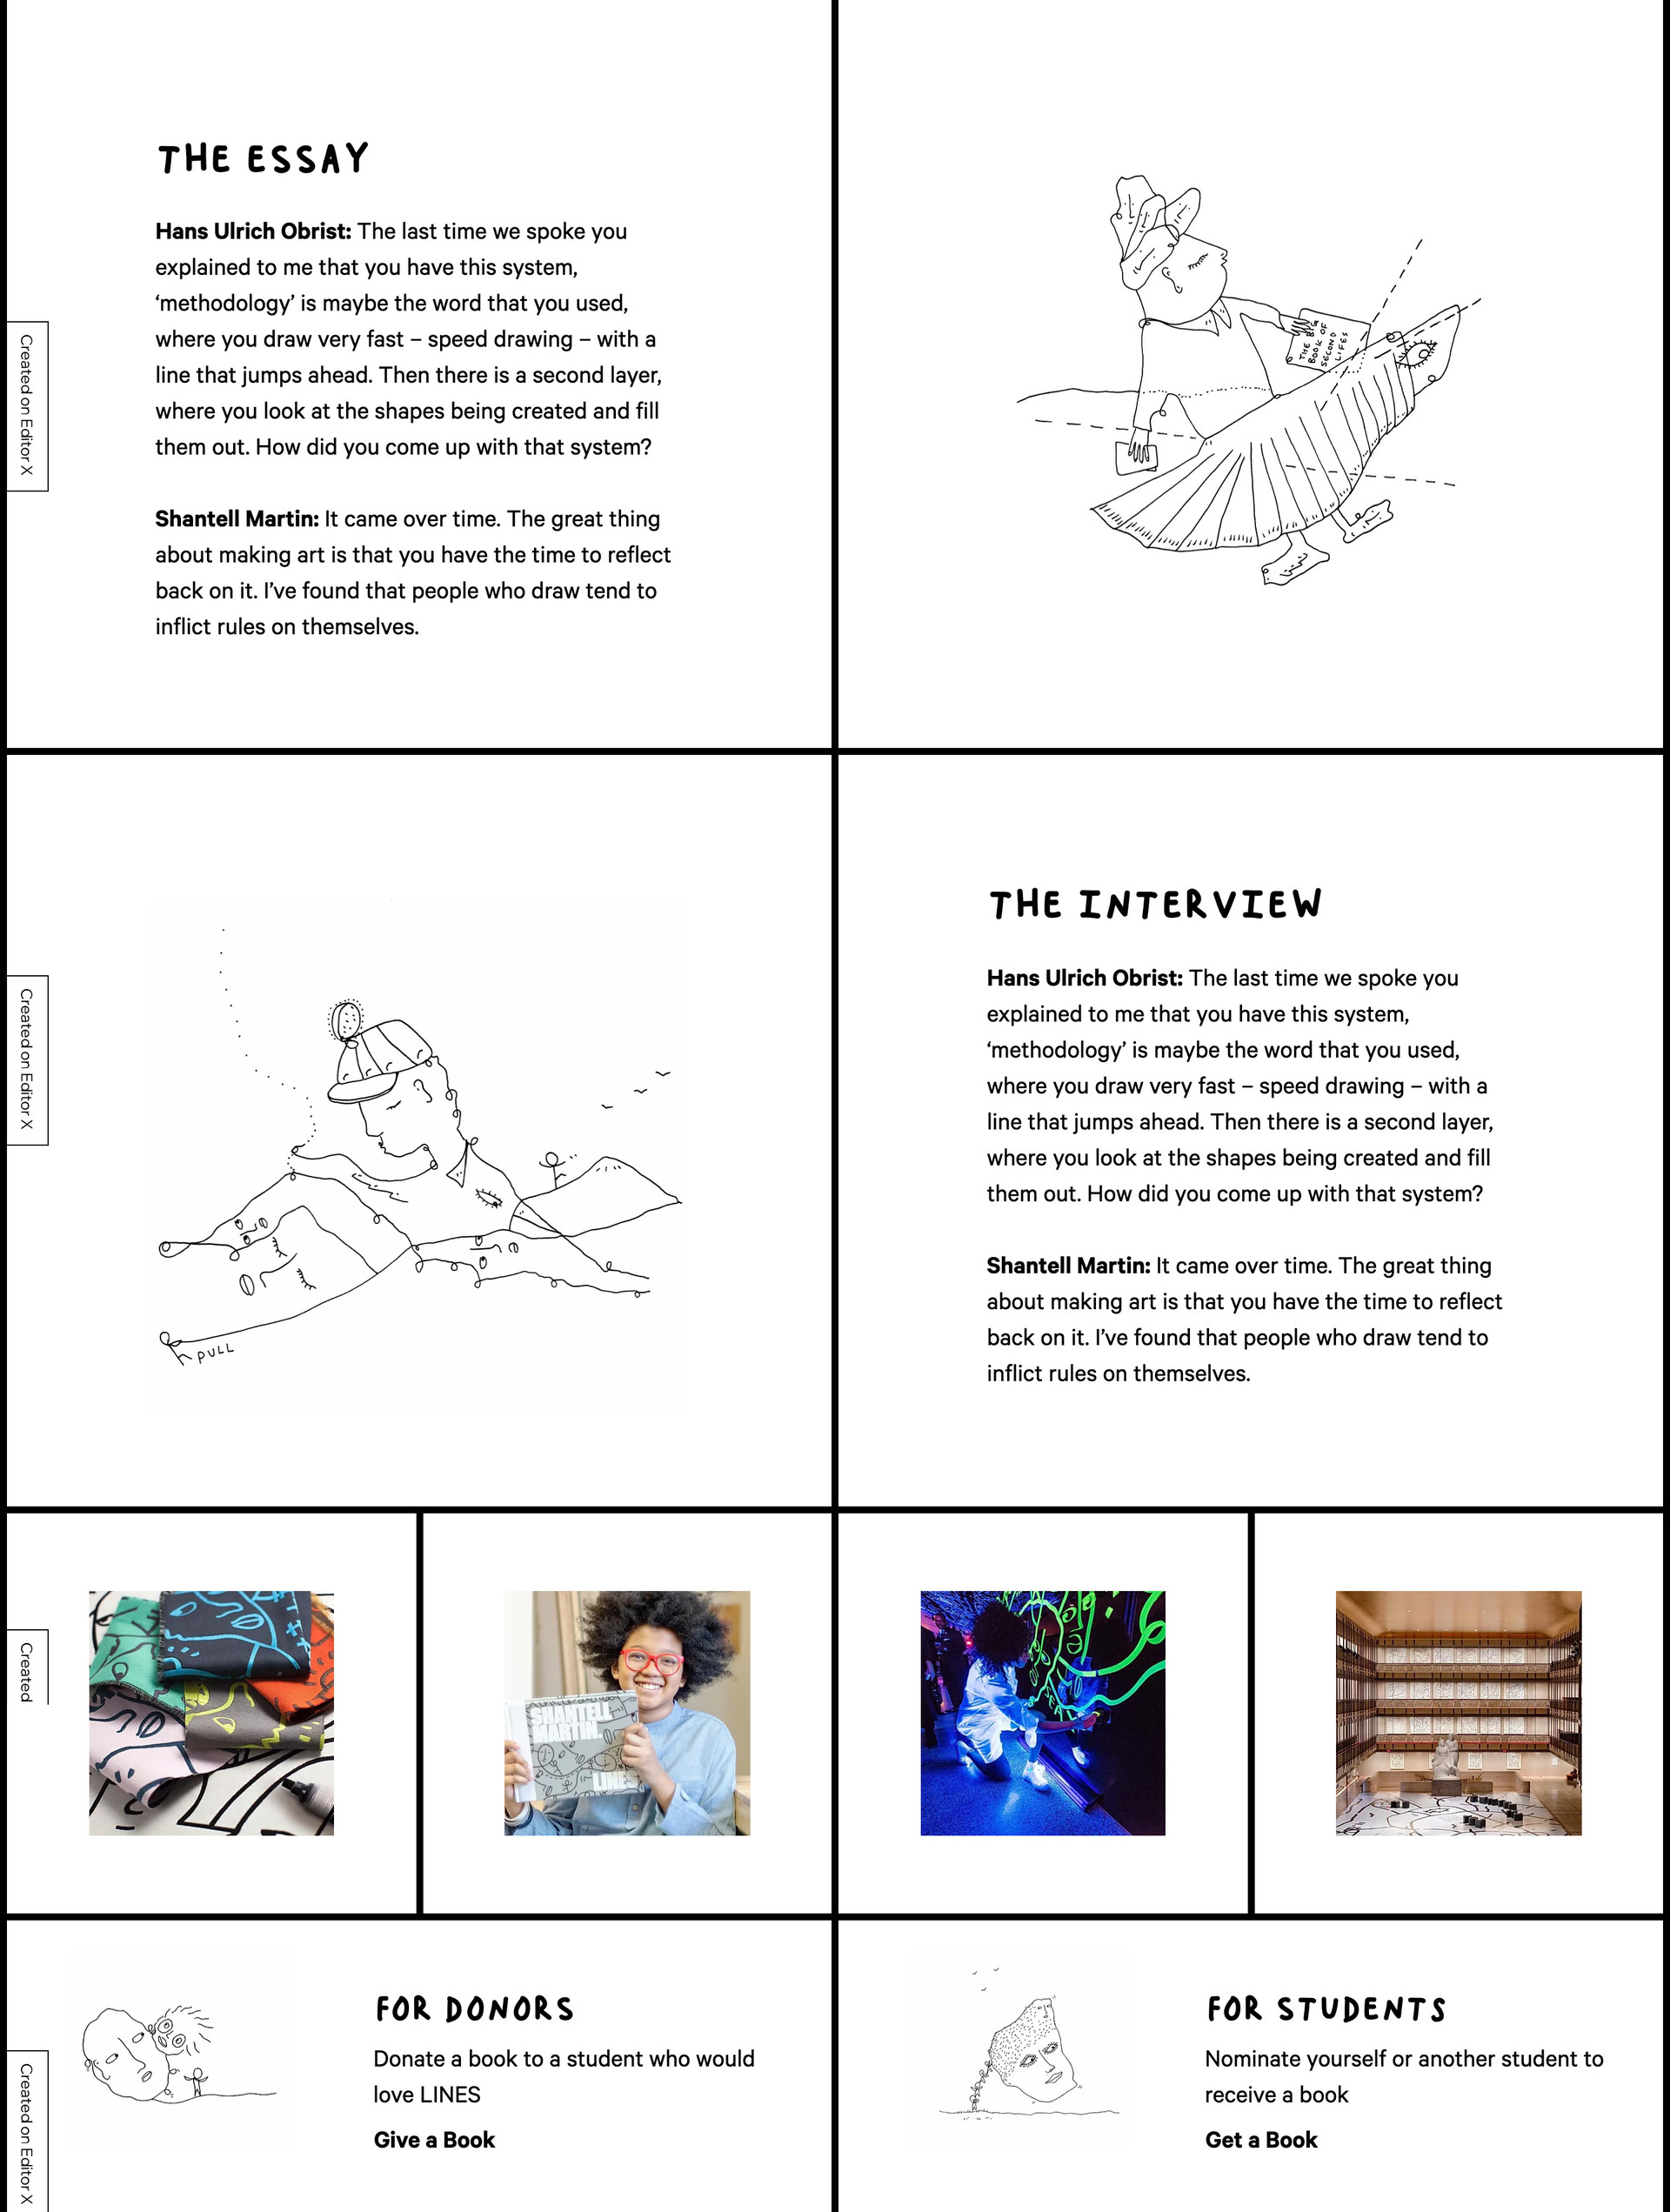 THE ESSAY
Hans Ulrich Obrist: The last time we spoke you
explained to me that you have this system,
‘methodology’ is maybe the word that you used,
where you draw very fast – speed drawing – with a
line that jumps ahead. Then there is a second layer,
where you look at the shapes being created and fill
them out. How did you come up with that system?
Shantell Martin: It came over time. The great thing
about making art is that you have the time to reflect
back on it. I’ve found that people who draw tend to
inflict rules on themselves.
THE BIG
BOOK OF
SECOND
LIFES
Created on Editor X
PULL
THE INTERVIEW
Hans Ulrich Obrist: The last time we spoke you
explained to me that you have this system,
‘methodology’ is maybe the word that you used,
where you draw very fast – speed drawing – with a
line that jumps ahead. Then there is a second layer,
where you look at the shapes being created and fill
them out. How did you come up with that system?
Shantell Martin: It came over time. The great thing
about making art is that you have the time to reflect
back on it. I’ve found that people who draw tend to
inflict rules on themselves.
Created on Editor X
Created
SHANTELL
MARTIN
FOR DONORS
Donate a book to a student who would
love LINES
Give a Book
FOR STUDENTS
Nominate yourself or another student to
receive a book
Get a Book
Created on Editor X